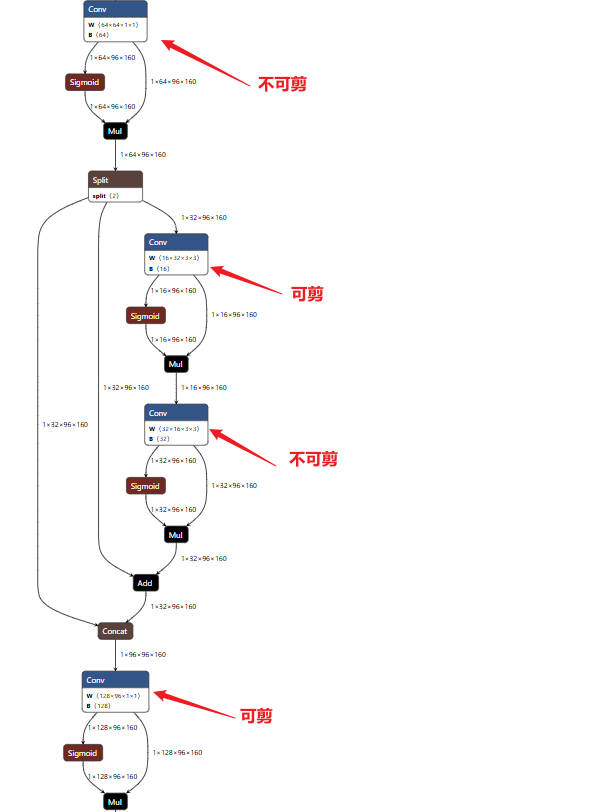 Conv
W ⟨64×64×1×1⟩
B ⟨64⟩
不可剪
1×64×96×160
Sigmoid
1×64×96×160
1×64×96×160
Mul
1×64×96×160
Split
split ⟨2⟩
1×32×96×160
Conv
W ⟨16×32×3×3⟩
B ⟨16⟩
可剪
1×16×96×160
Sigmoid
1×16×96×160
1×16×96×160
Mul
1×32×96×160
1×16×96×160
Conv
W ⟨32×16×3×3⟩
B ⟨32⟩
1×32×96×160
不可剪
1×32×96×160
Sigmoid
1×32×96×160
1×32×96×160
Mul
1×32×96×160
Add
1×32×96×160
Concat
1×96×96×160
Conv
W ⟨128×96×1×1⟩
B ⟨128⟩
可剪
1×128×96×160
Sigmoid
1×128×96×160
1×128×96×160
Mul